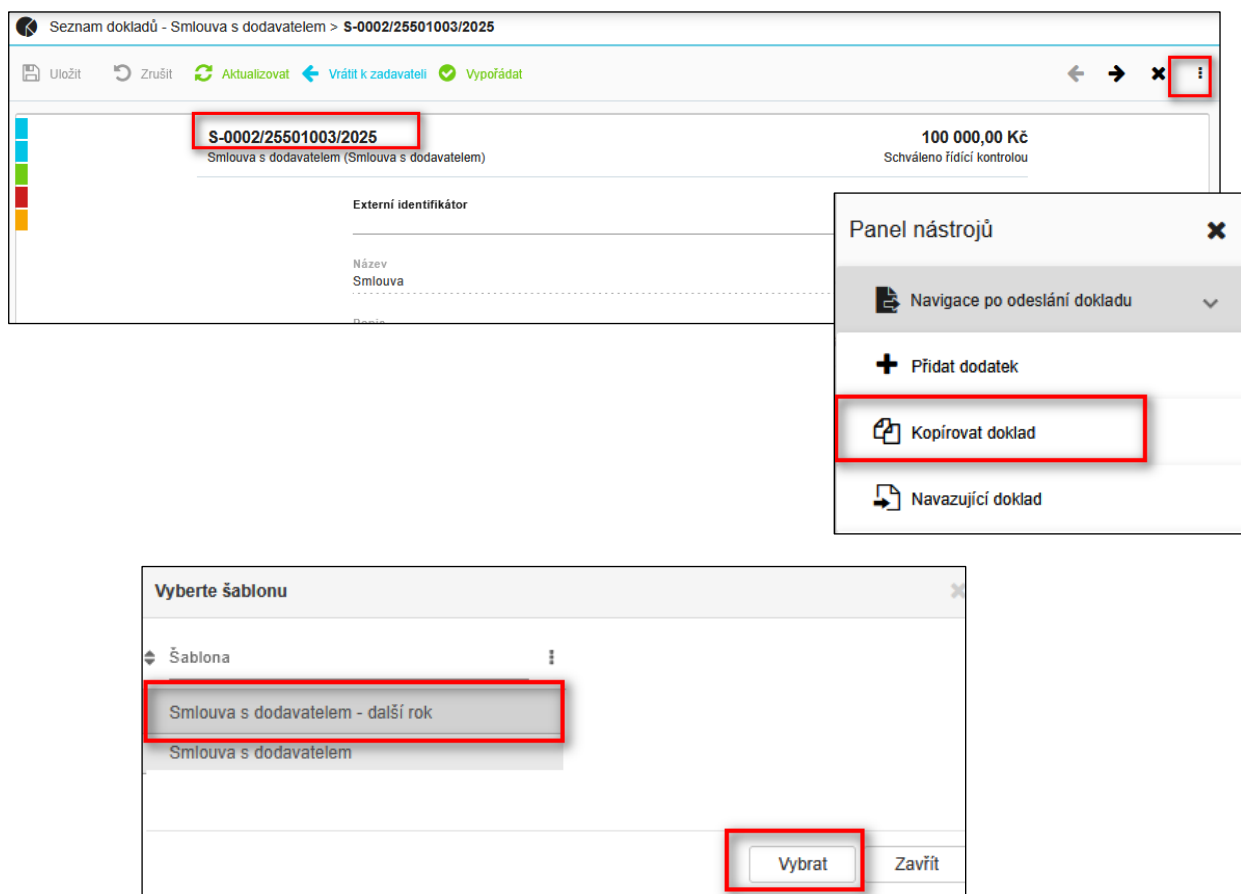 Seznam dokladů - Smlouva s dodavatelem > S-0002/25501003/2025
Uložit Zrušit Aktualizovat Vrátit k zadavateli Vypořádat
S-0002/25501003/2025 100 000,00 Kč
Smlouva s dodavatelem (Smlouva s dodavatelem) Schváleno řídící kontrolou
Externí identifikátor
Název
Smlouva
Panel nástrojů
Navigace po odeslání dokladu
Přidat dodatek
Kopírovat doklad
Navazující doklad
Vyberte šablonu
Šablona
Smlouva s dodavatelem - další rok
Smlouva s dodavatelem
Vybrat Zavřít